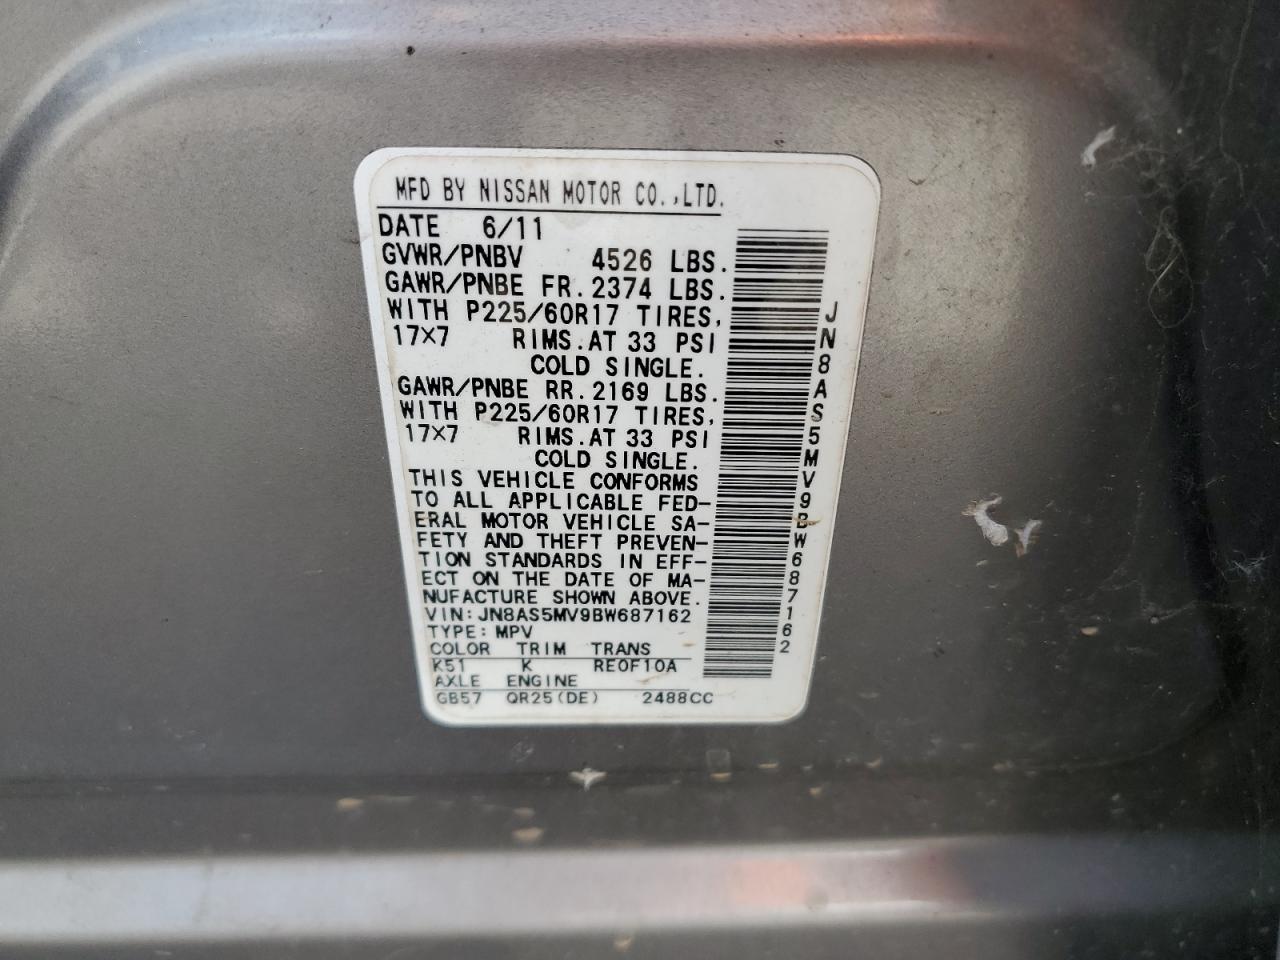 MFD BY NISSAN MOTOR CO.,LTD.
DATE 6/11
GVWR/PNBV 4526 LBS.
GAWR/PNBE FR.2374 LBS.
WITH P225/60R17 TIRES,
17×7 RIMS.AT 33 PSI
COLD SINGLE.
GAWR/PNBE RR.2169 LBS.
WITH P225/60R17 TIRES,
17×7 RIMS.AT 33 PSI
COLD SINGLE.
THIS VEHICLE CONFORMS
TO ALL APPLICABLE FED-
ERAL MOTOR VEHICLE SA-
FETY AND THEFT PREVEN-
TION STANDARDS IN EFF-
ECT ON THE DATE OF MA-
NUFACTURE SHOWN ABOVE.
VIN:JN8AS5MV9BW687162
TYPE:MPV
COLOR TRIM TRANS
K51 K RE0F10A
AXLE ENGINE
GB57 QR25(DE) 2488CC
JN8AS5MV9BW687162